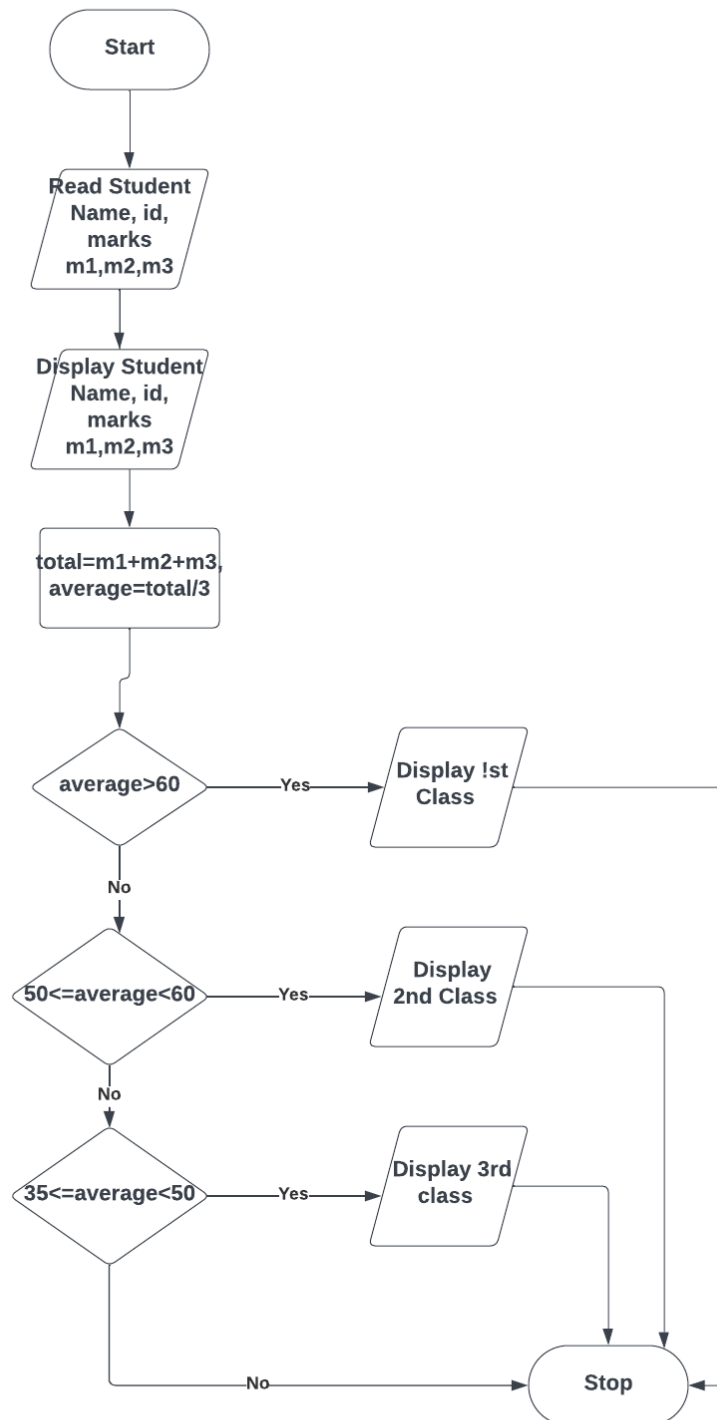 Start
Read Student
Name, id,
marks
m1,m2,m3
Display Student
Name, id,
marks
m1,m2,m3
total=m1+m2+m3,
average=total/3
average>60
Yes
Display !st
Class
No
50<=average<60
Yes
Display
2nd Class
No
35<=average<50
Yes
Display 3rd
class
No
Stop